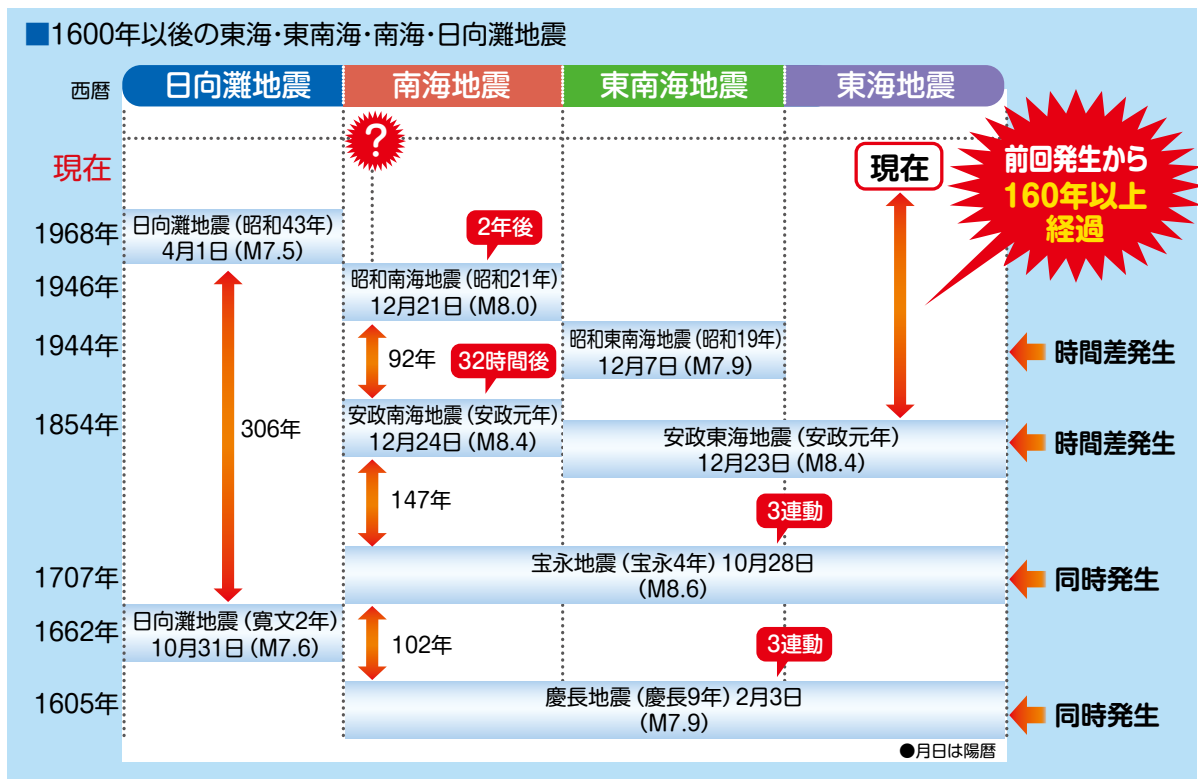 ■1600年以後の東海・東南海・南海・日向灘地震
西暦
日向灘地震
南海地震
東南海地震
東海地震
?
現在
現在
前回発生から
160年以上
経過
1968年
日向灘地震(昭和43年)
4月1日(M7.5)
2年後
1946年
昭和南海地震(昭和21年)
12月21日(M8.0)
1944年
昭和東南海地震(昭和19年)
12月7日(M7.9)
時間差発生
92年
32時間後
1854年
安政南海地震(安政元年)
12月24日(M8.4)
安政東海地震(安政元年)
12月23日(M8.4)
時間差発生
306年
147年
3連動
1707年
宝永地震(宝永4年)10月28日
(M8.6)
同時発生
1662年
日向灘地震(寛文2年)
10月31日(M7.6)
102年
3連動
1605年
慶長地震(慶長9年)2月3日
(M7.9)
同時発生
●月日は陽暦